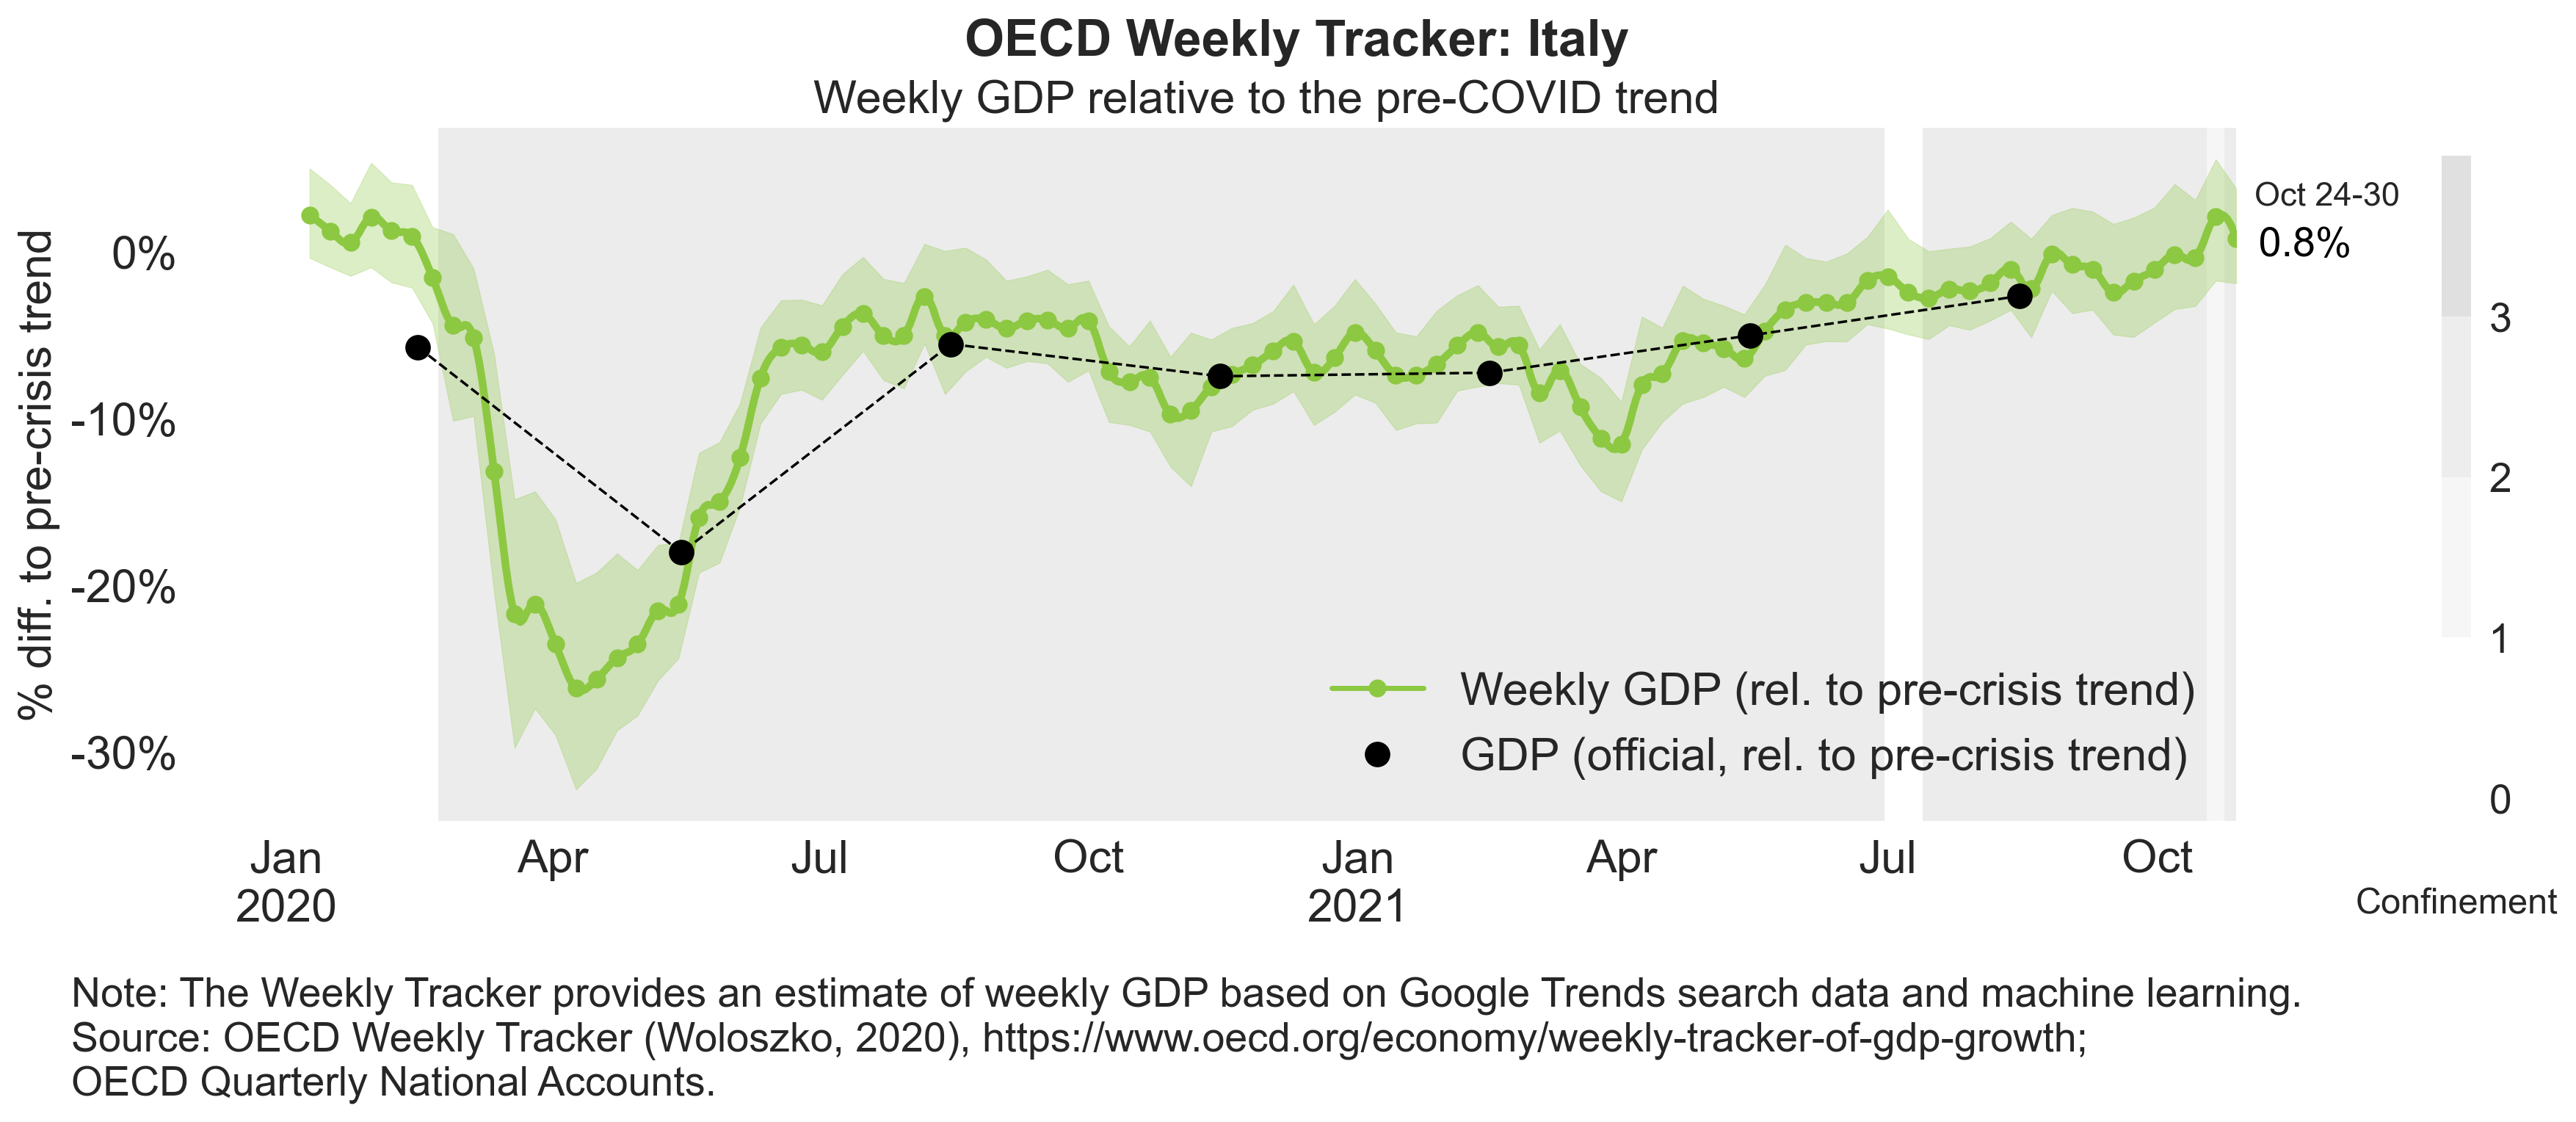 OECD Weekly Tracker: Italy
Weekly GDP relative to the pre-COVID trend
% diff. to pre-crisis trend
0%
-10%
-20%
-30%
Oct 24-30
0.8%
3
2
1
0
Weekly GDP (rel. to pre-crisis trend)
GDP (official, rel. to pre-crisis trend)
Jan Apr Jul Oct Jan Apr Jul Oct
2020 2021
Confinement
Note: The Weekly Tracker provides an estimate of weekly GDP based on Google Trends search data and machine learning.
Source: OECD Weekly Tracker (Woloszko, 2020), https://www.oecd.org/economy/weekly-tracker-of-gdp-growth;
OECD Quarterly National Accounts.